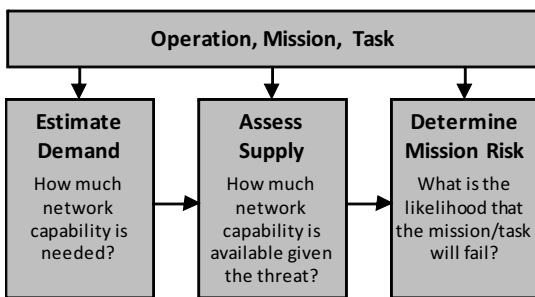 Operation, Mission, Task
Estimate
Demand
How much
network
capability is
needed?
Assess
Supply
How much
network
capability is
available given
the threat?
Determine
Mission Risk
What is the
likelihood that
the mission/task
will fail?